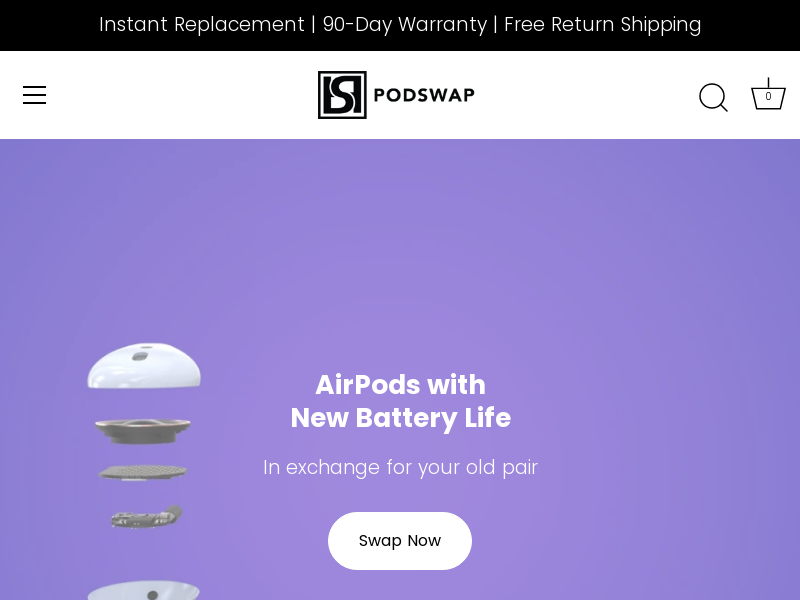 Instant Replacement | 90-Day Warranty | Free Return Shipping
PODSWAP
0
AirPods with
New Battery Life
In exchange for your old pair
Swap Now